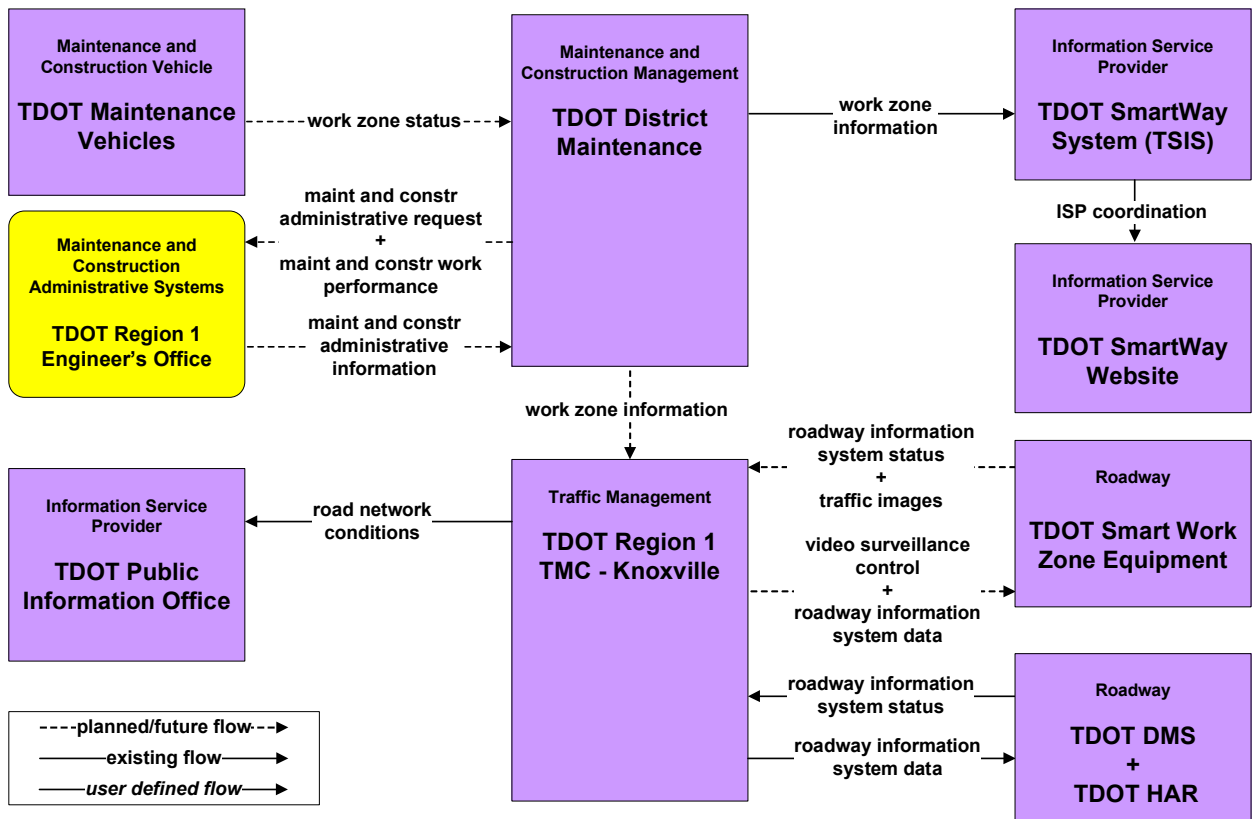 Maintenance and
Construction Vehicle
TDOT Maintenance
Vehicles
work zone status
Maintenance and
Construction Management
TDOT District
Maintenance
work zone
information
Information Service
Provider
TDOT SmartWay
System (TSIS)
maint and constr
administrative request
+
maint and constr work
performance
ISP coordination
Maintenance and
Construction
Administrative Systems
TDOT Region 1
Engineer's Office
maint and constr
administrative
information
Information Service
Provider
TDOT SmartWay
Website
work zone information
Information Service
Provider
TDOT Public
Information Office
road network
conditions
Traffic Management
TDOT Region 1
TMC - Knoxville
roadway information
system status
+
traffic images
video surveillance
control
+
roadway information
system data
Roadway
TDOT Smart Work
Zone Equipment
roadway information
system status
roadway information
system data
Roadway
TDOT DMS
+
TDOT HAR
planned/future flow
existing flow
user defined flow